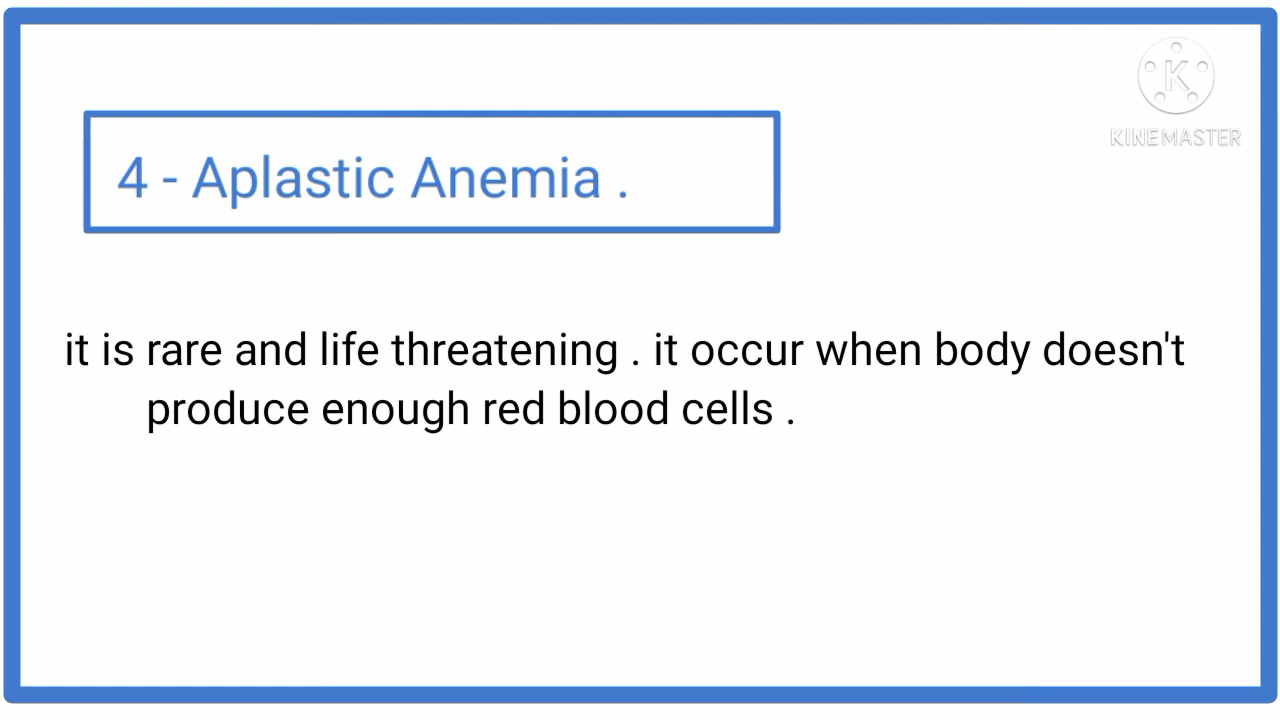 K
KINEMASTER
4 - Aplastic Anemia .
it is rare and life threatening . it occur when body doesn't
produce enough red blood cells .